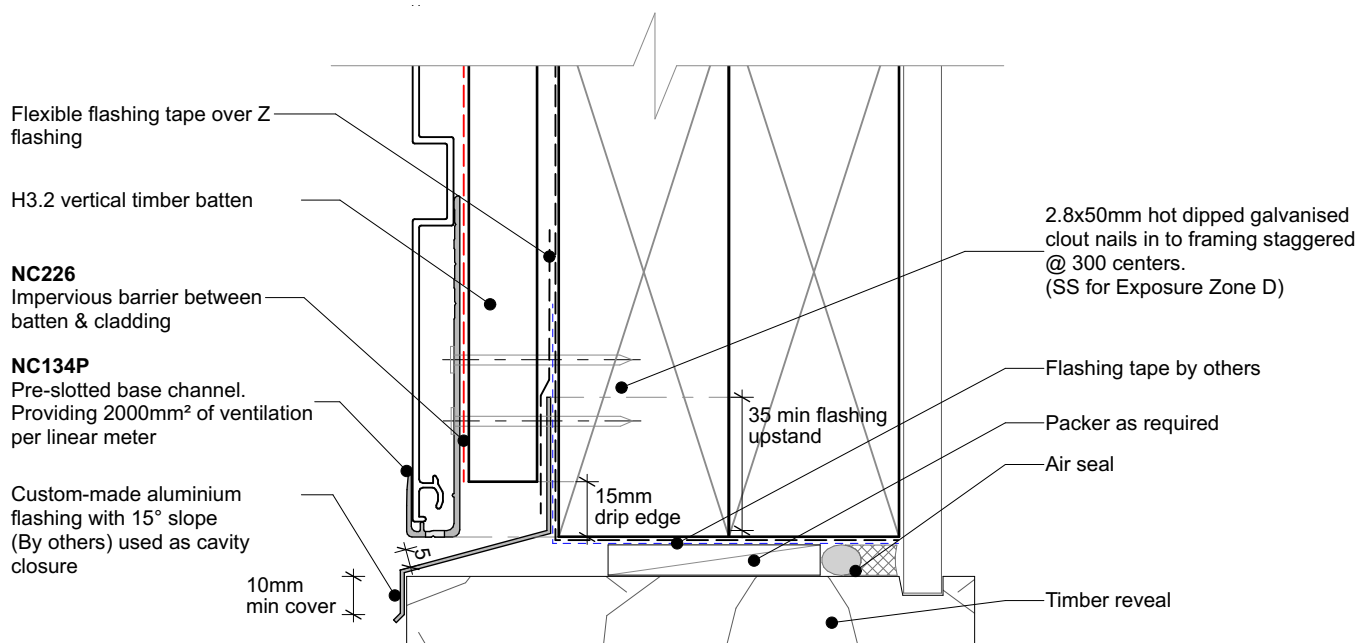 Flexible flashing tape over Z
flashing
H3.2 vertical timber batten
NC226
Impervious barrier between
batten & cladding
NC134P
Pre-slotted base channel.
Providing 2000mm² of ventilation
per linear meter
Custom-made aluminium
flashing with 15° slope
(By others) used as cavity
closure
5
10mm
min cover
15mm
drip edge
35 min flashing
upstand
2.8x50mm hot dipped galvanised
clout nails in to framing staggered
@ 300 centers.
(SS for Exposure Zone D)
Flashing tape by others
Packer as required
Air seal
Timber reveal